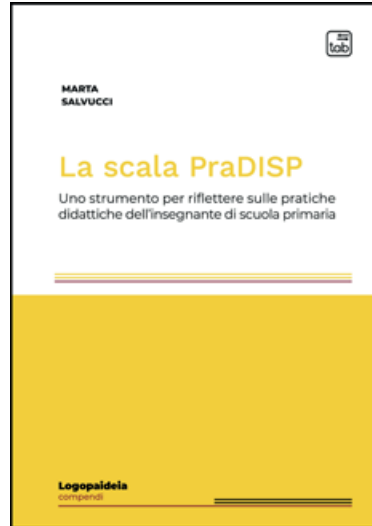 tab
MARTA
SALVUCCI
La scala PraDISP
Uno strumento per riflettere sulle pratiche
didattiche dell'insegnante di scuola primaria
Logopaideia
compendi